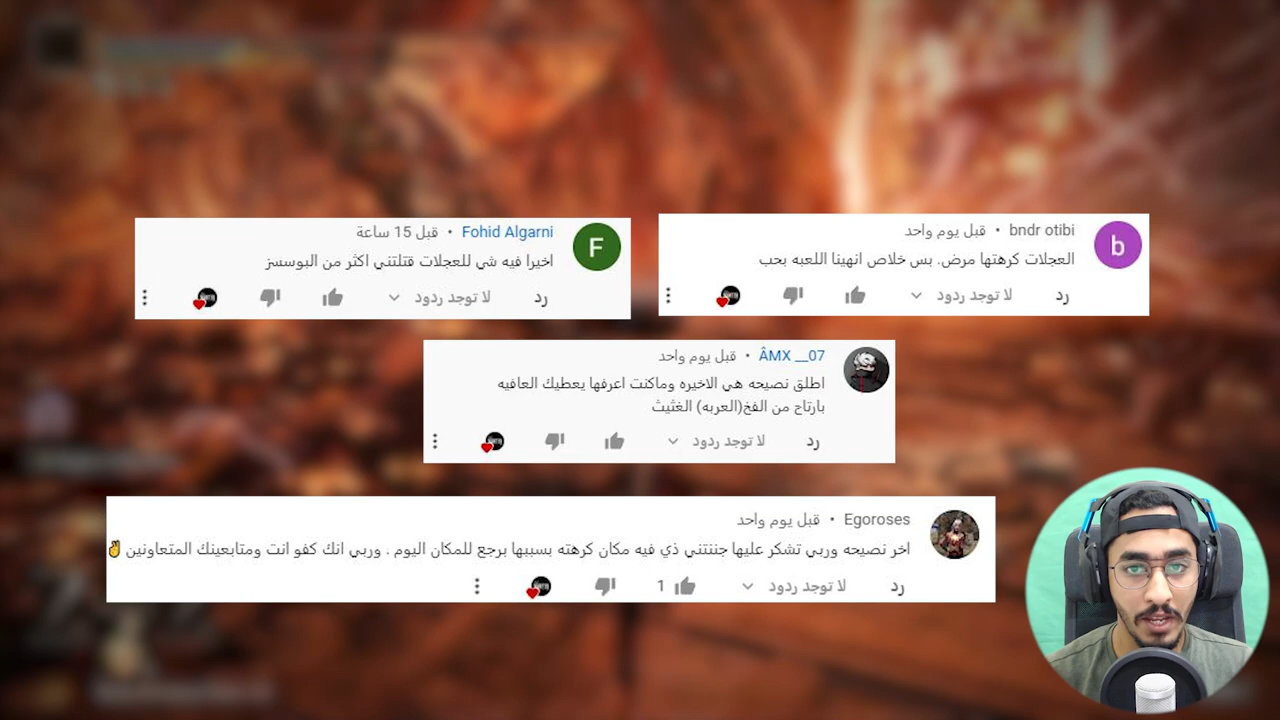 Fohid Algarni • قبل 15 ساعة
F
اخيرا فيه شي للعجلات قتلتني اكثر من البوسسز
رد
لا توجد ردود
bndr otibi • قبل يوم واحد
b
العجلات كرهتها مرض. بس خلاص انهينا اللعبه بحب
رد
لا توجد ردود
ÂMX __07 • قبل يوم واحد
اطلق نصيحه هي الاخيره وماكنت اعرفها يعطيك العافيه
بارتاح من الفخ(العربه) الغثيث
رد
لا توجد ردود
Egoroses • قبل يوم واحد
اخر نصيحه وربي تشكر عليها جننتني ذي فيه مكان كرهته بسببها برجع للمكان اليوم . وربي انك كفو انت ومتابعينك المتعاونين ✌
رد
لا توجد ردود
1